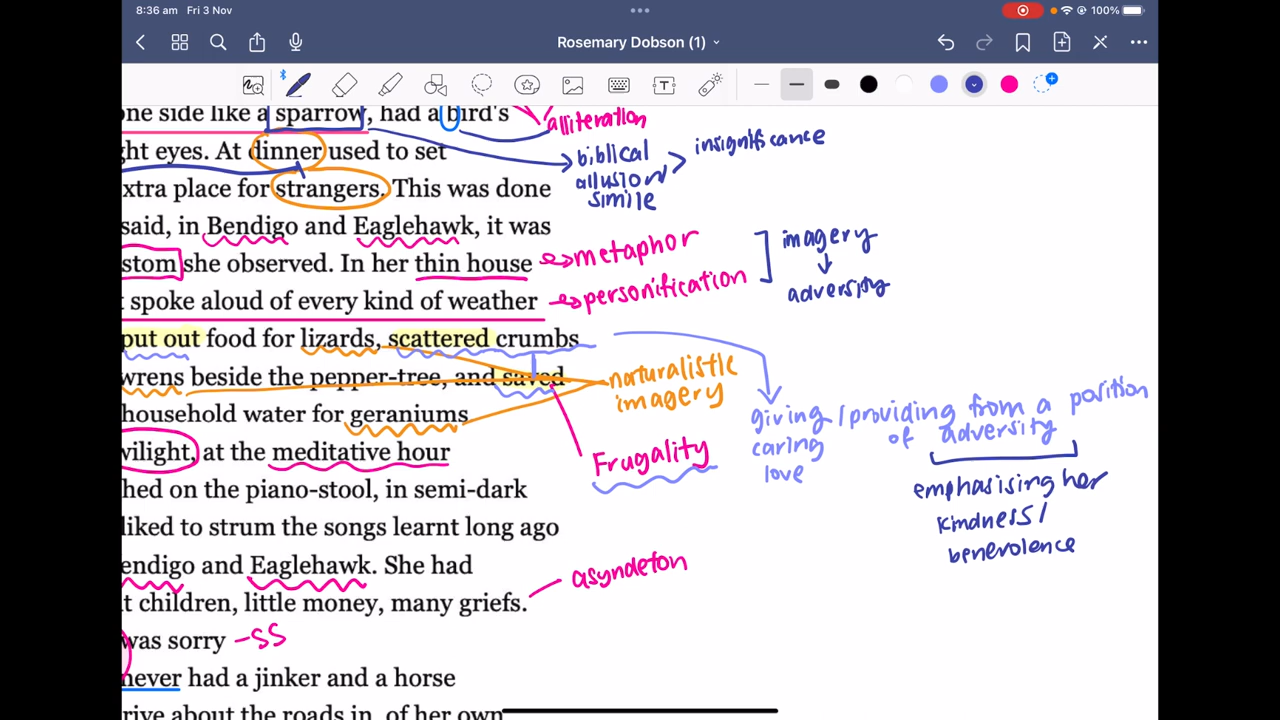 8:36 am Fri 3 Nov
100%
Rosemary Dobson (1)
one side like a sparrow, had a bird's
alliteration
ght eyes. At dinner used to set
biblical
allusion/
simile
insignificance
xtra place for strangers. This was done
said, in Bendigo and Eaglehawk, it was
stom she observed. In her thin house
metaphor
imagery
adversity
t spoke aloud of every kind of weather
personification
put out food for lizards, scattered crumbs
wrens beside the pepper-tree, and saved
naturalistic
imagery
household water for geraniums
giving/providing from a position
caring of adversity
love
wilight, at the meditative hour
Frugality
emphasising her
kindness/
benevolence
hed on the piano-stool, in semi-dark
liked to strum the songs learnt long ago
endigo and Eaglehawk. She had
asyndeton
t children, little money, many griefs.
was sorry -SS
never had a jinker and a horse
rive about the roads in, of her own